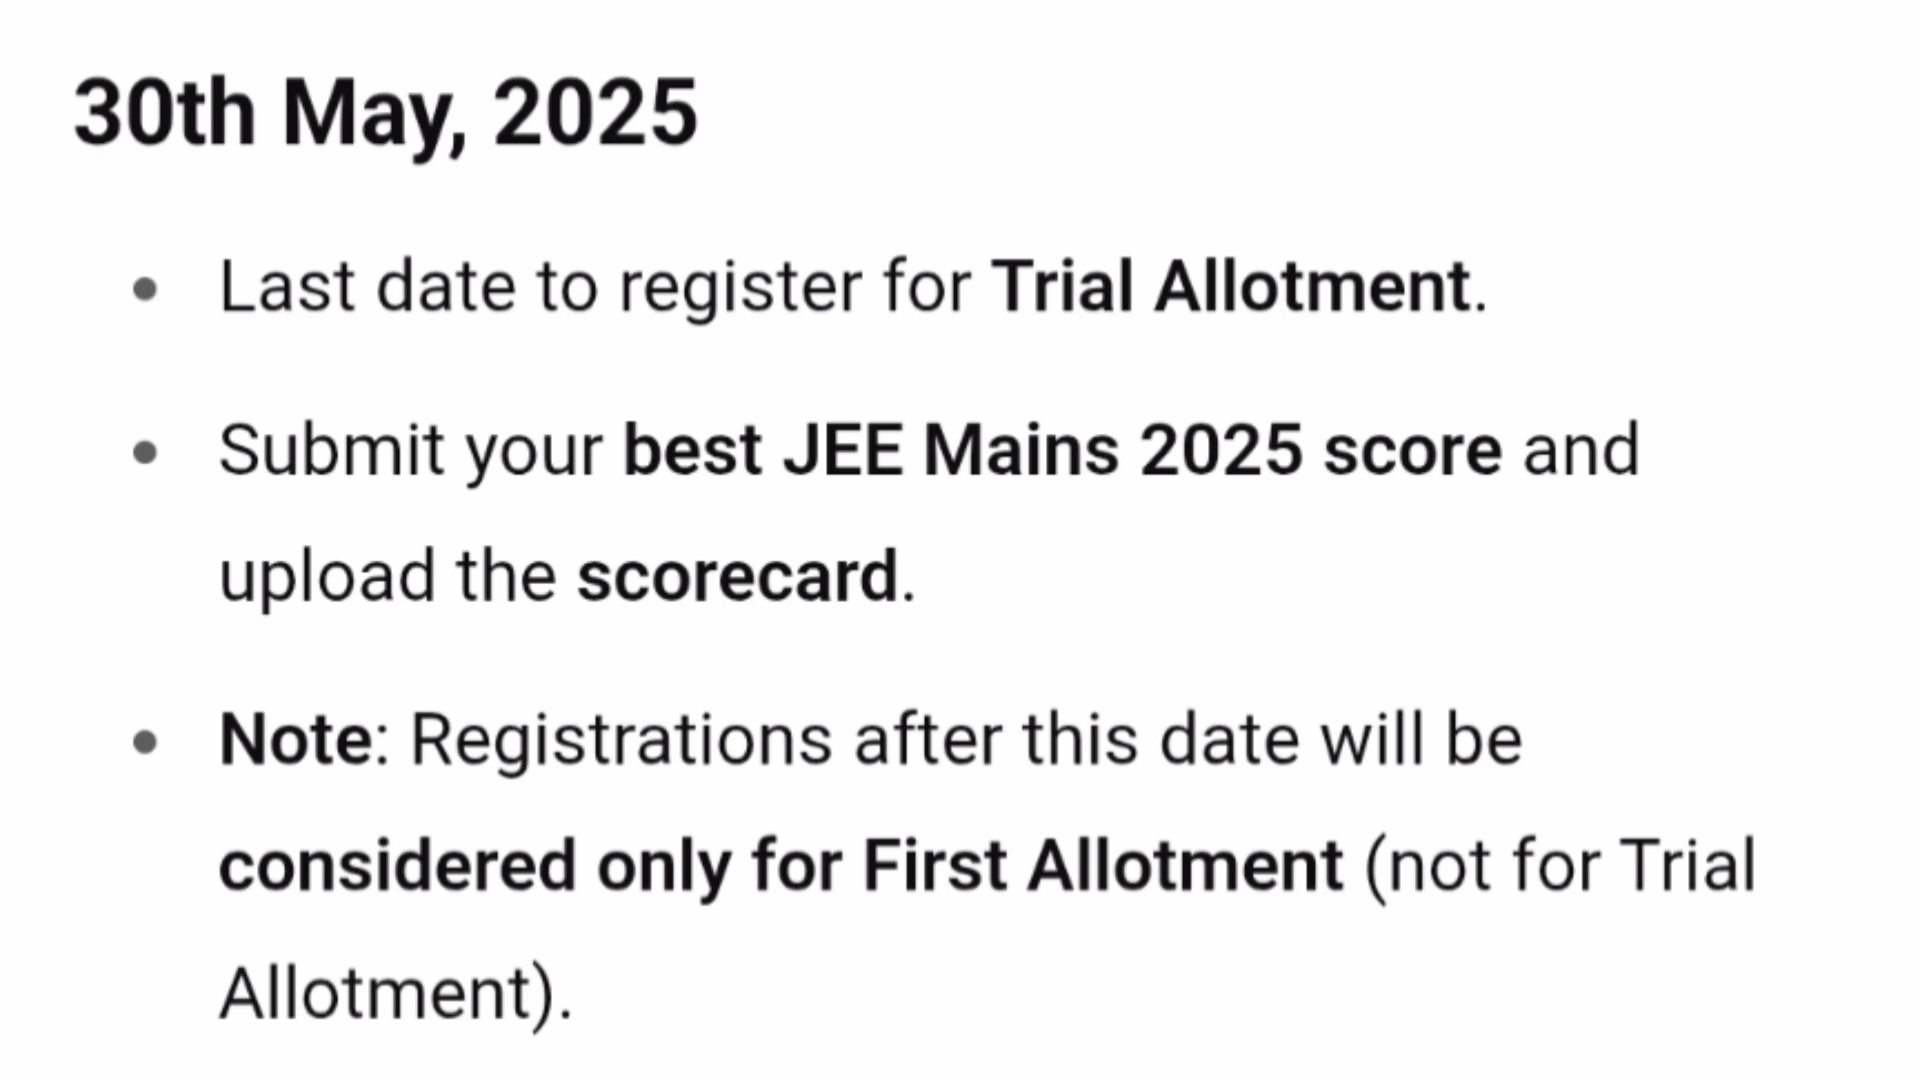 30th May, 2025
Last date to register for Trial Allotment.
Submit your best JEE Mains 2025 score and
upload the scorecard.
Note: Registrations after this date will be
considered only for First Allotment (not for Trial
Allotment).